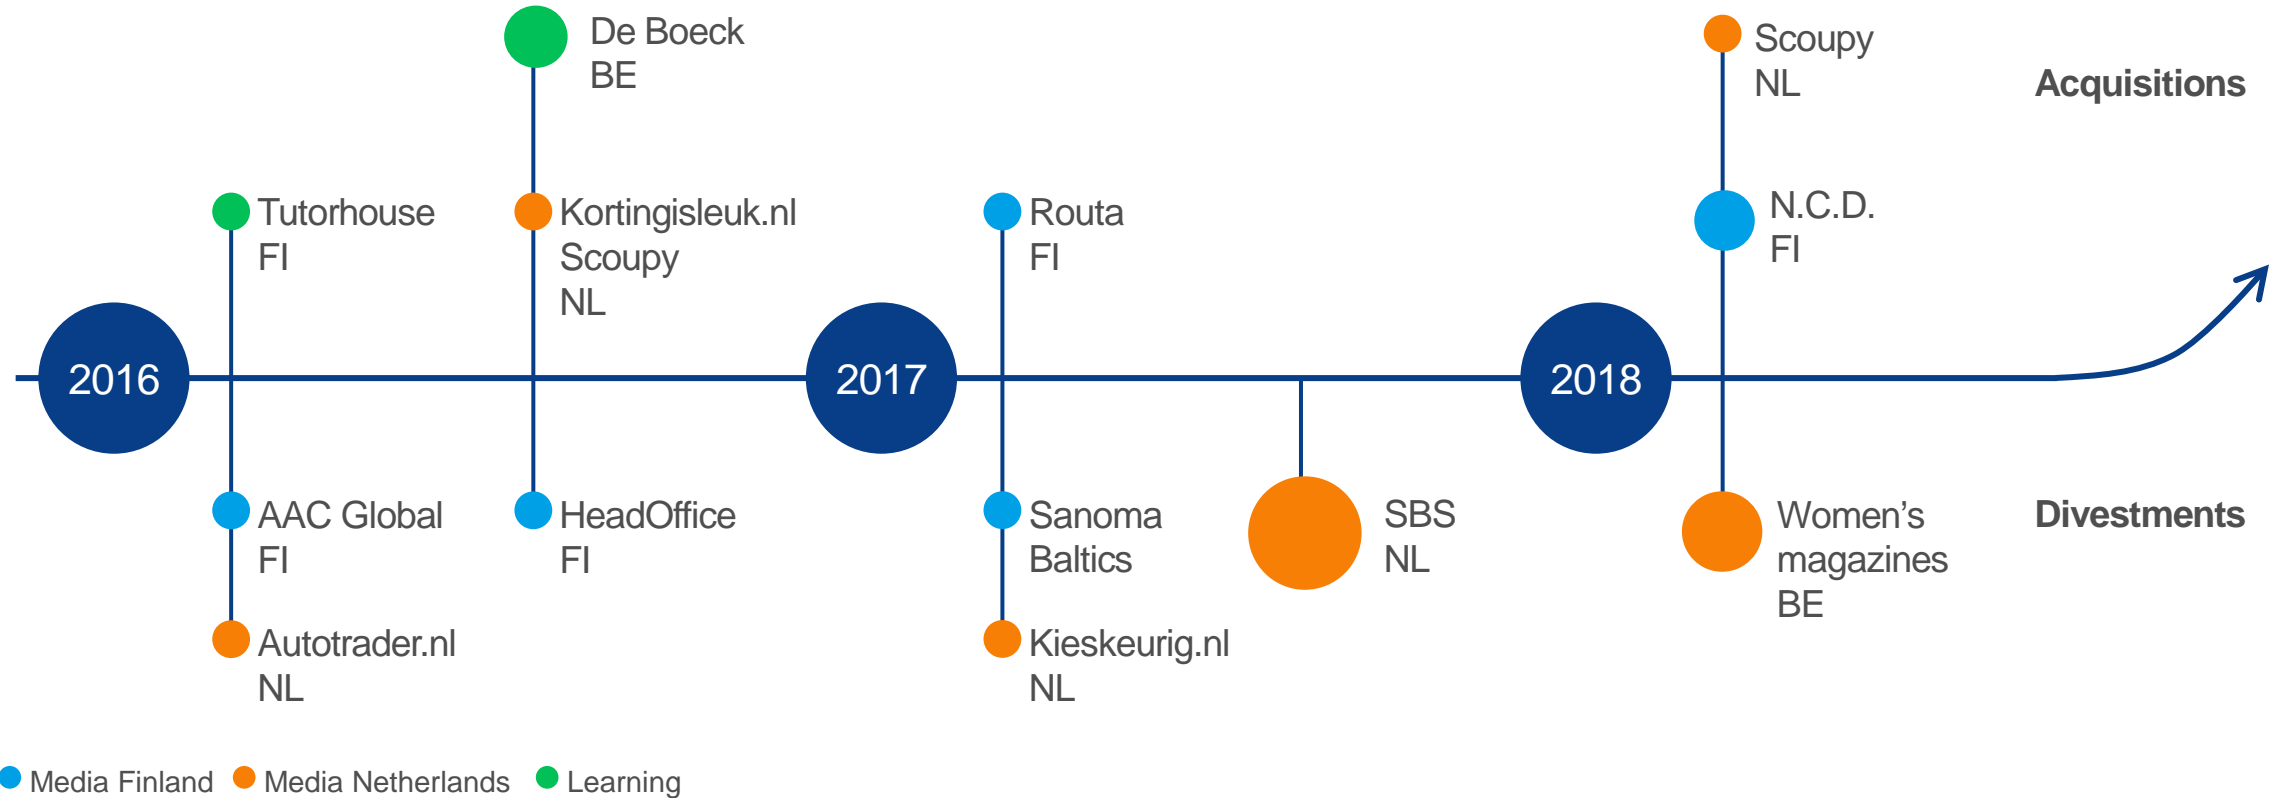 De Boeck
BE
Scoupy
NL
Acquisitions
Tutorhouse
FI
Kortingisleuk.nl
Scoupy
NL
Routa
FI
N.C.D.
FI
2016
2017
2018
AAC Global
FI
HeadOffice
FI
Sanoma
Baltics
SBS
NL
Women’s
magazines
BE
Divestments
Autotrader.nl
NL
Kieskeurig.nl
NL
Media Finland
Media Netherlands
Learning